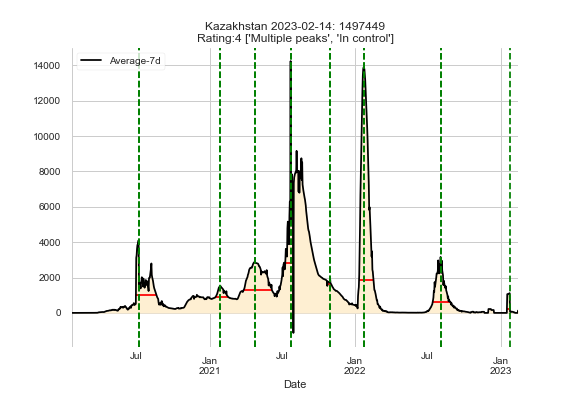 Kazakhstan 2023-02-14: 1497449
Rating:4 ['Multiple peaks', 'In control']
Average-7d
14000
12000
10000
8000
6000
4000
2000
0
Jul
Jan
2021
Jul
Jan
2022
Jul
Jan
2023
Date